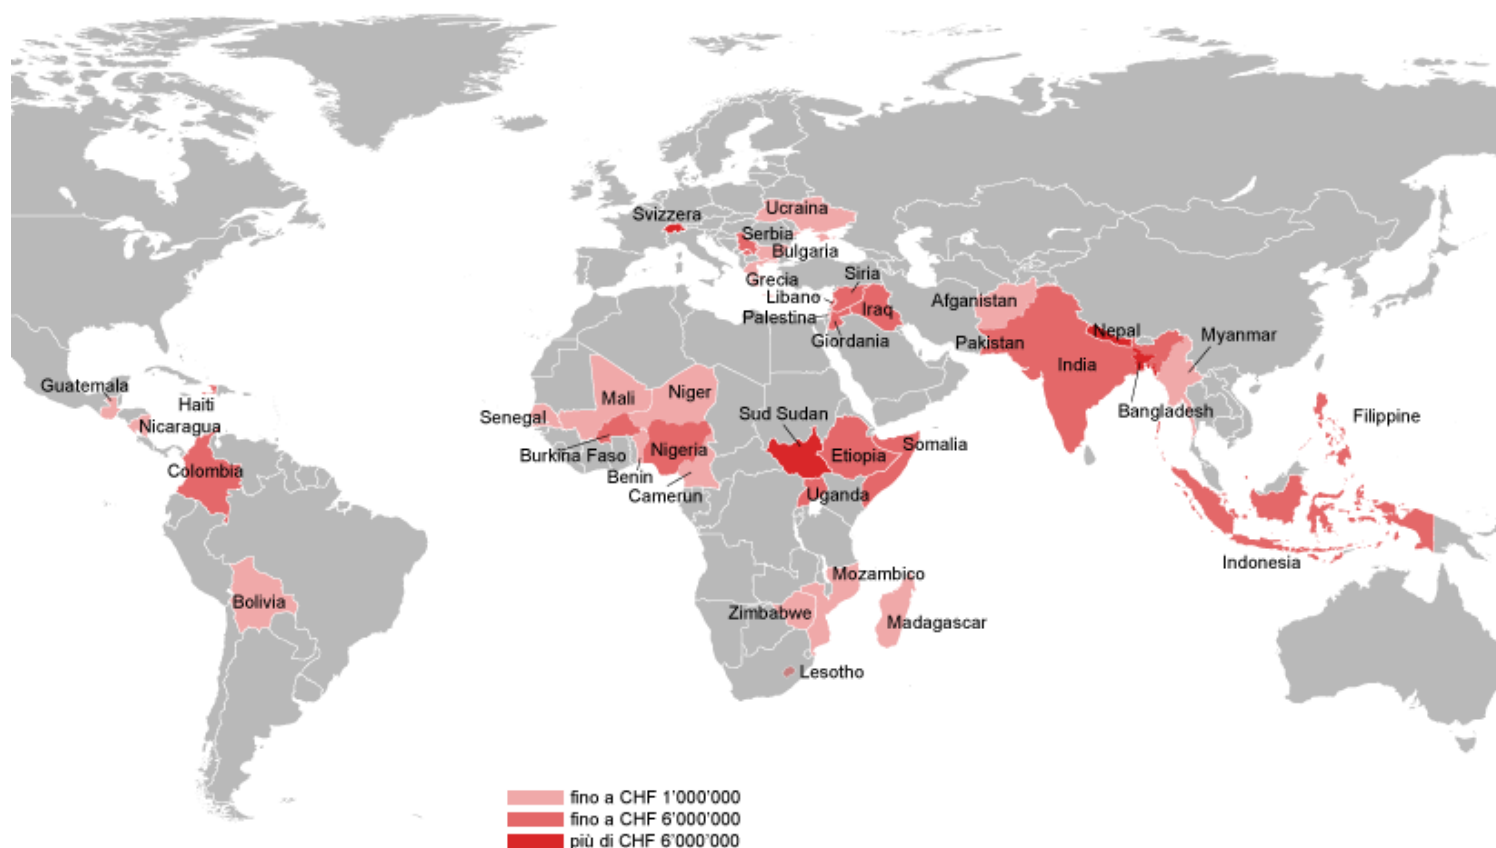 Svizzera
Ucraina
Serbia
Bulgaria
Grecia
Siria
Libano
Iraq
Palestina
Giordania
Afganistan
Pakistan
Nepal
India
Myanmar
Bangladesh
Filippine
Indonesia
Guatemala
Haiti
Nicaragua
Colombia
Bolivia
Senegal
Mali
Niger
Burkina Faso
Nigeria
Benin
Camerun
Sud Sudan
Etiopia
Somalia
Uganda
Mozambico
Zimbabwe
Madagascar
Lesotho
fino a CHF 1'000'000
fino a CHF 6'000'000
più di CHF 6'000'000